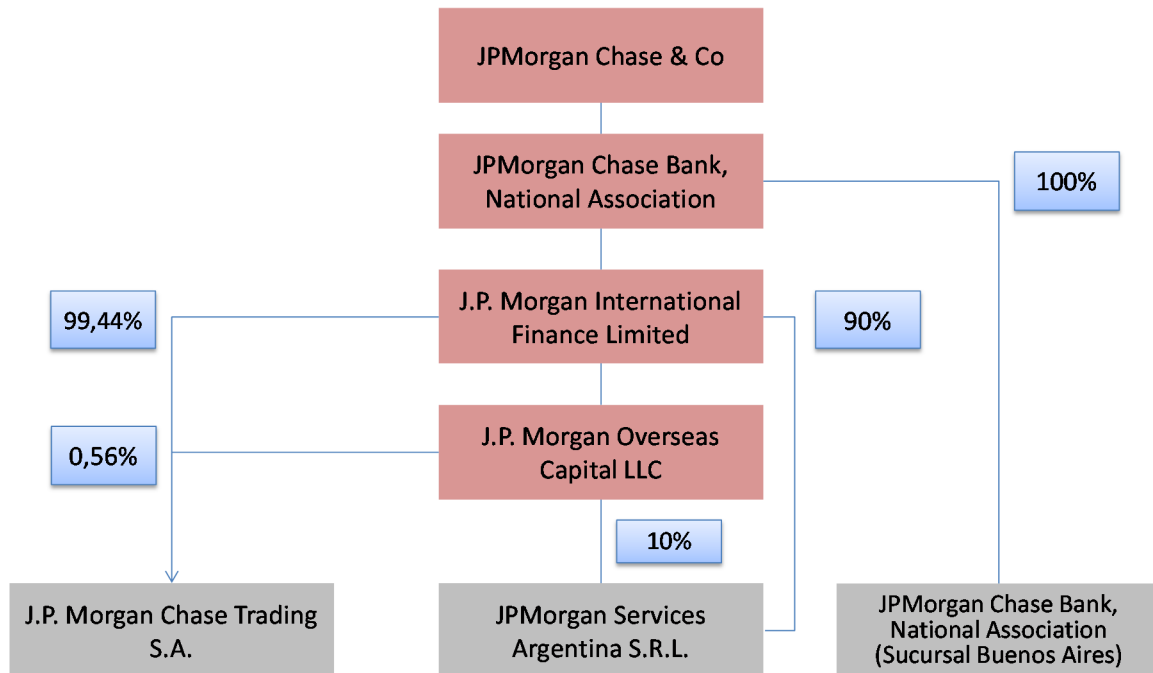 JPMorgan Chase & Co
JPMorgan Chase Bank,
National Association
100%
J.P. Morgan International
Finance Limited
99,44%
90%
J.P. Morgan Overseas
Capital LLC
0,56%
10%
J.P. Morgan Chase Trading
S.A.
JPMorgan Services
Argentina S.R.L.
JPMorgan Chase Bank,
National Association
(Sucursal Buenos Aires)